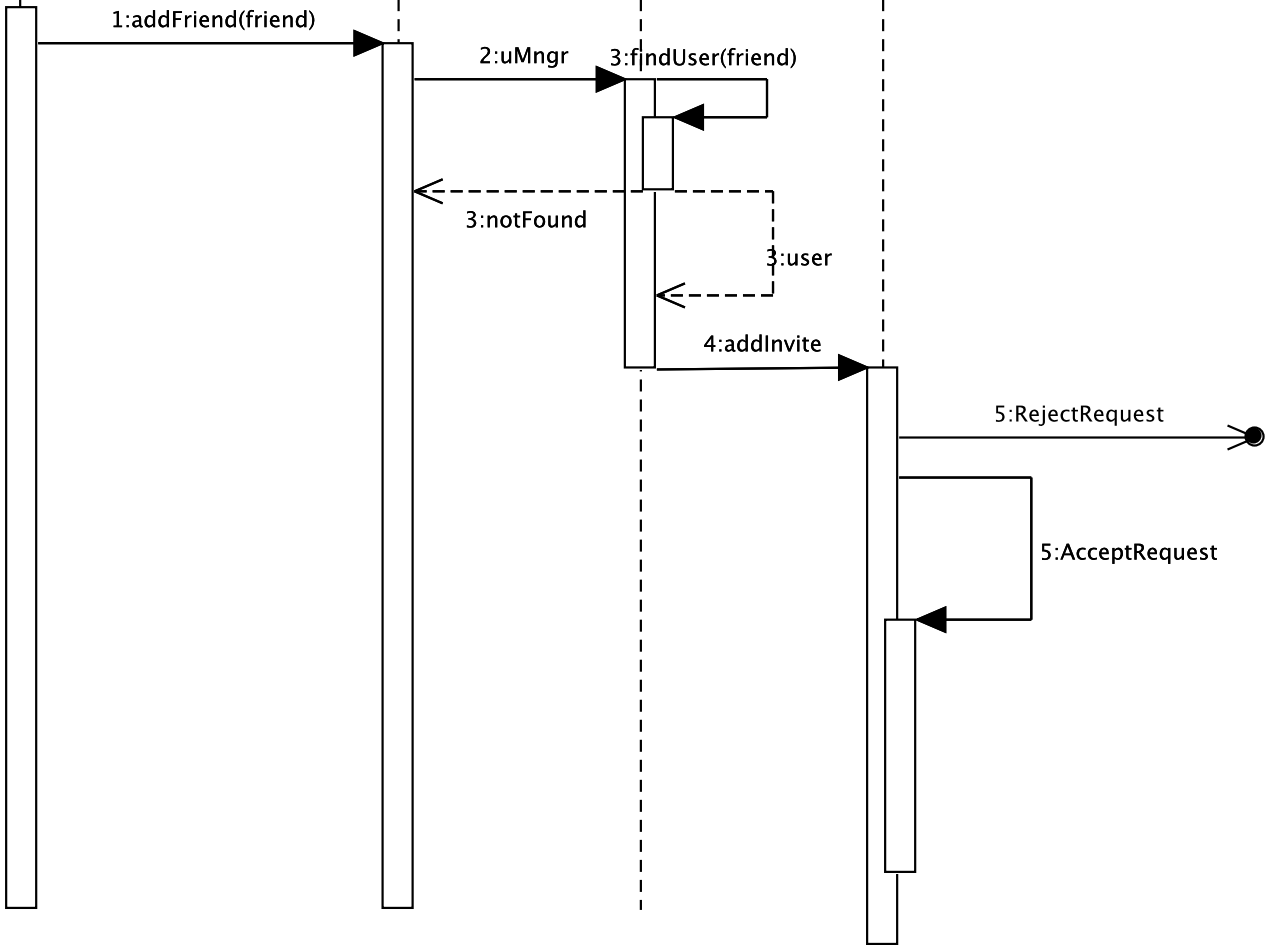 1:addFriend(friend)
2:uMngr
3:findUser(friend)
3:notFound
3:user
4:addInvite
5:RejectRequest
5:AcceptRequest